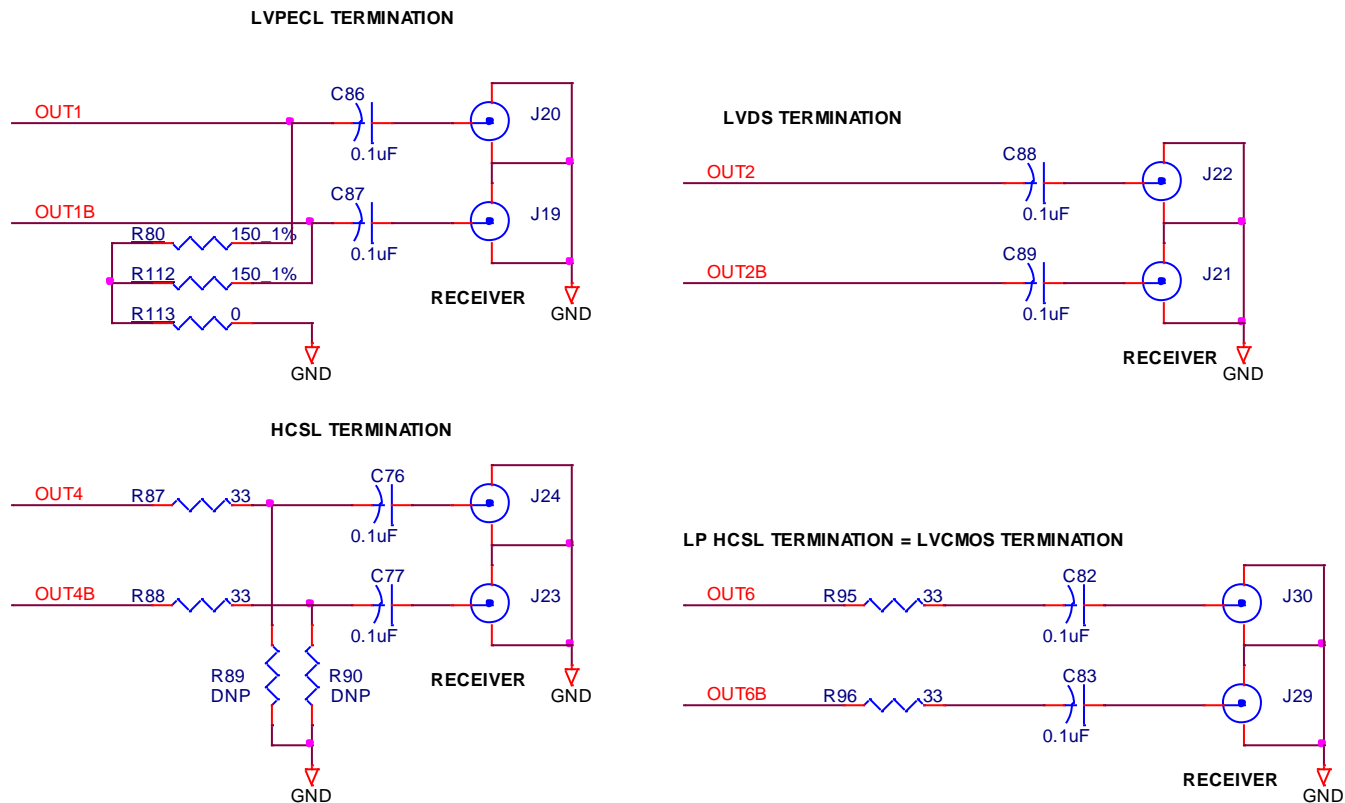 LVPECL TERMINATION
OUT1
C86
0.1uF
J20
OUT1B
C87
0.1uF
J19
R80 150_1%
R112 150_1%
R113 0
GND
RECEIVER
GND
LVDS TERMINATION
OUT2
C88
0.1uF
J22
OUT2B
C89
0.1uF
J21
RECEIVER
GND
HCSL TERMINATION
OUT4
R87 33
C76
0.1uF
J24
OUT4B
R88 33
C77
0.1uF
J23
R89
DNP
R90
DNP
GND
RECEIVER
GND
LP HCSL TERMINATION = LVCMOS TERMINATION
OUT6
R95 33
C82
0.1uF
J30
OUT6B
R96 33
C83
0.1uF
J29
RECEIVER
GND